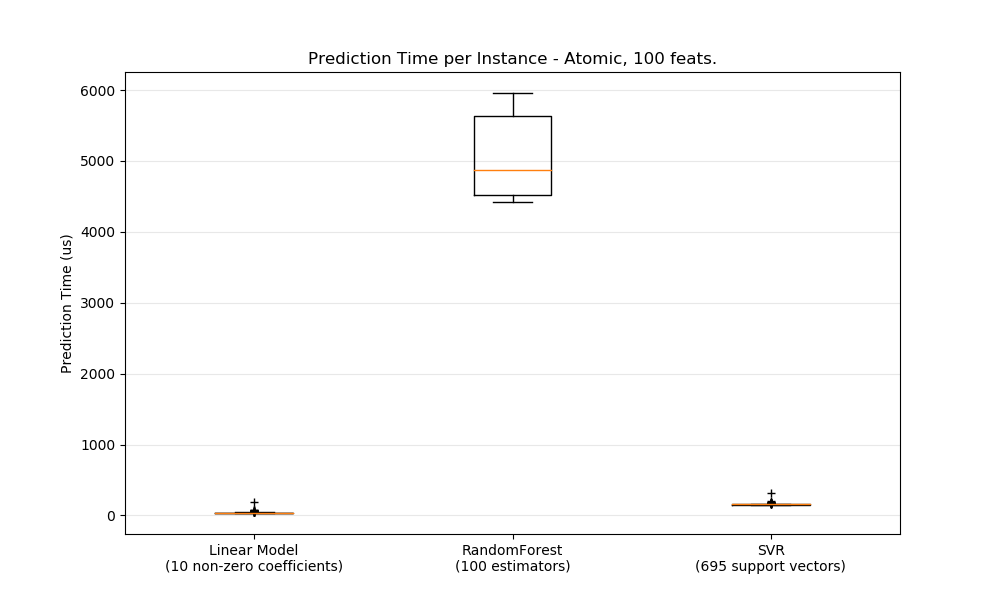 Prediction Time per Instance - Atomic, 100 feats.
6000
5000
4000
3000
2000
1000
0
Prediction Time (us)
Linear Model
(10 non-zero coefficients)
RandomForest
(100 estimators)
SVR
(695 support vectors)